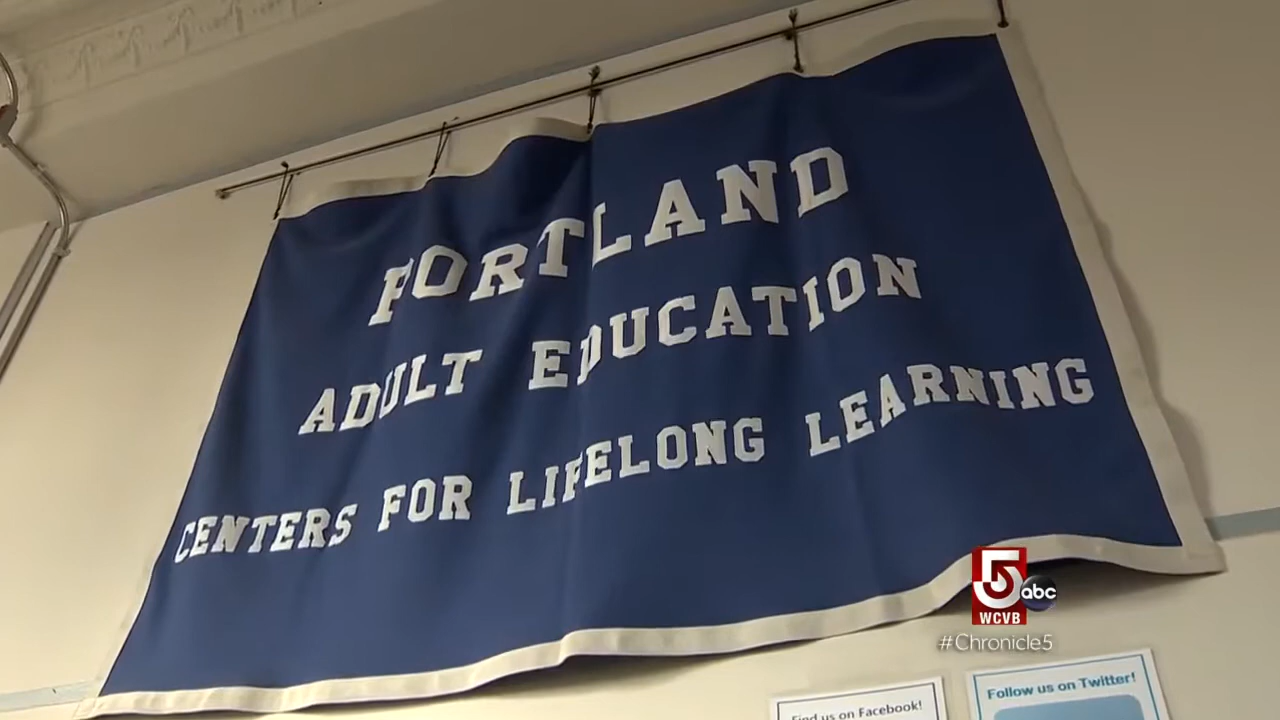 PORTLAND
ADULT EDUCATION
CENTERS FOR LIFELONG LEARNING
5 abc
WCVB
#Chronicle5
Find us on Facebook!
Follow us on Twitter!